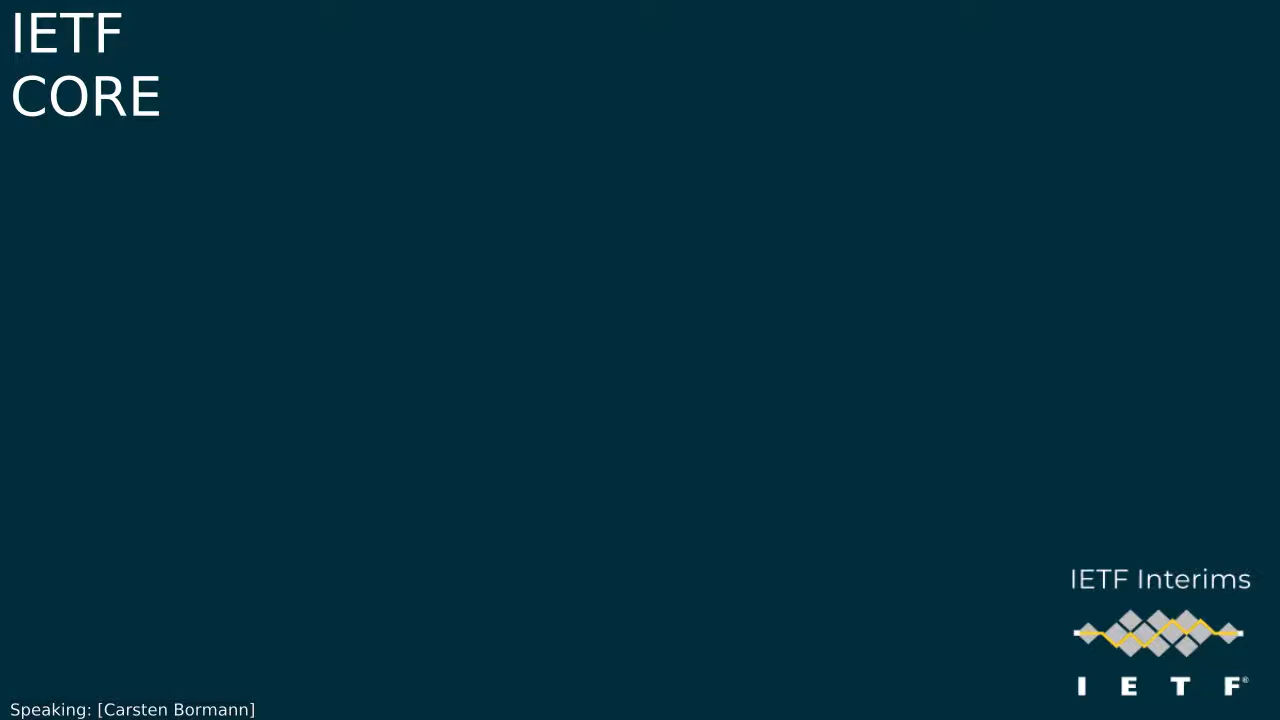 IETF
CORE
IETF Interims
I E T F®
Speaking: [Carsten Bormann]